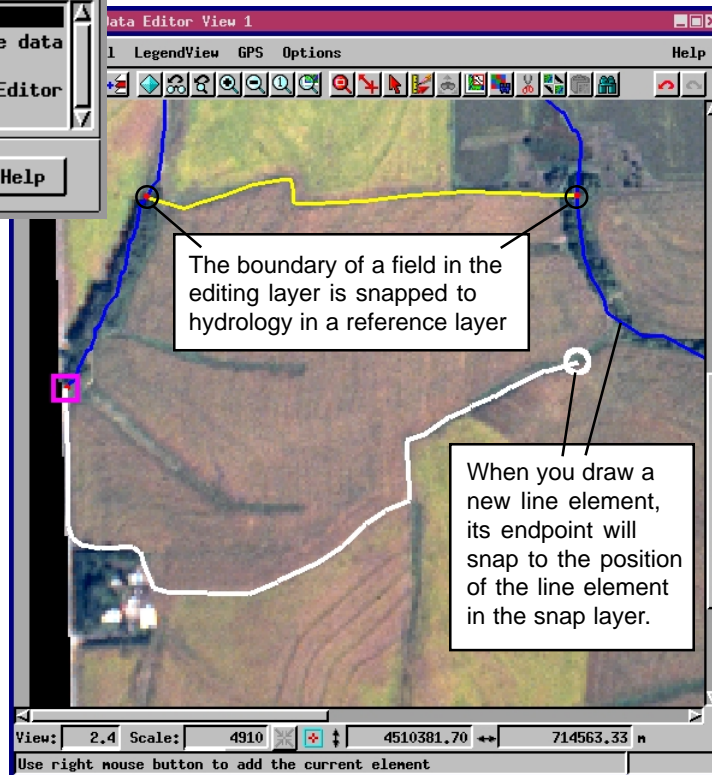 e data
Editor
Help
Data Editor View 1
l LegendView GPS Options Help
The boundary of a field in the
editing layer is snapped to
hydrology in a reference layer
When you draw a
new line element,
its endpoint will
snap to the position
of the line element
in the snap layer.
View: 2.4 Scale: 4910 4510381.70 714563.33 m
Use right mouse button to add the current element